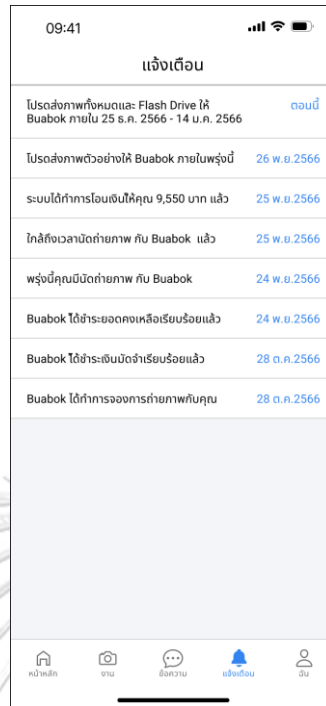 09:41
แจ้งเตือน
โปรดส่งภาพทั้งหมดและ Flash Drive ให้ ตอนนี้
Buabok ภายใน 25 ธ.ค. 2566 - 14 ม.ค. 2566
โปรดส่งภาพตัวอย่างให้ Buabok ภายในพรุ่งนี้ 26 พ.ย.2566
ระบบได้ทำการโอนเงินให้คุณ 9,550 บาท แล้ว 25 พ.ย.2566
ใกล้ถึงเวลานัดถ่ายภาพ กับ Buabok แล้ว 25 พ.ย.2566
พรุ่งนี้คุณมีนัดถ่ายภาพ กับ Buabok 24 พ.ย.2566
Buabok ได้ชำระยอดคงเหลือเรียบร้อยแล้ว 24 พ.ย.2566
Buabok ได้ชำระเงินมัดจำเรียบร้อยแล้ว 28 ต.ค.2566
Buabok ได้ทำการจองการถ่ายภาพกับคุณ 28 ต.ค.2566
หน้าหลัก งาน ข้อความ แจ้งเตือน ฉัน